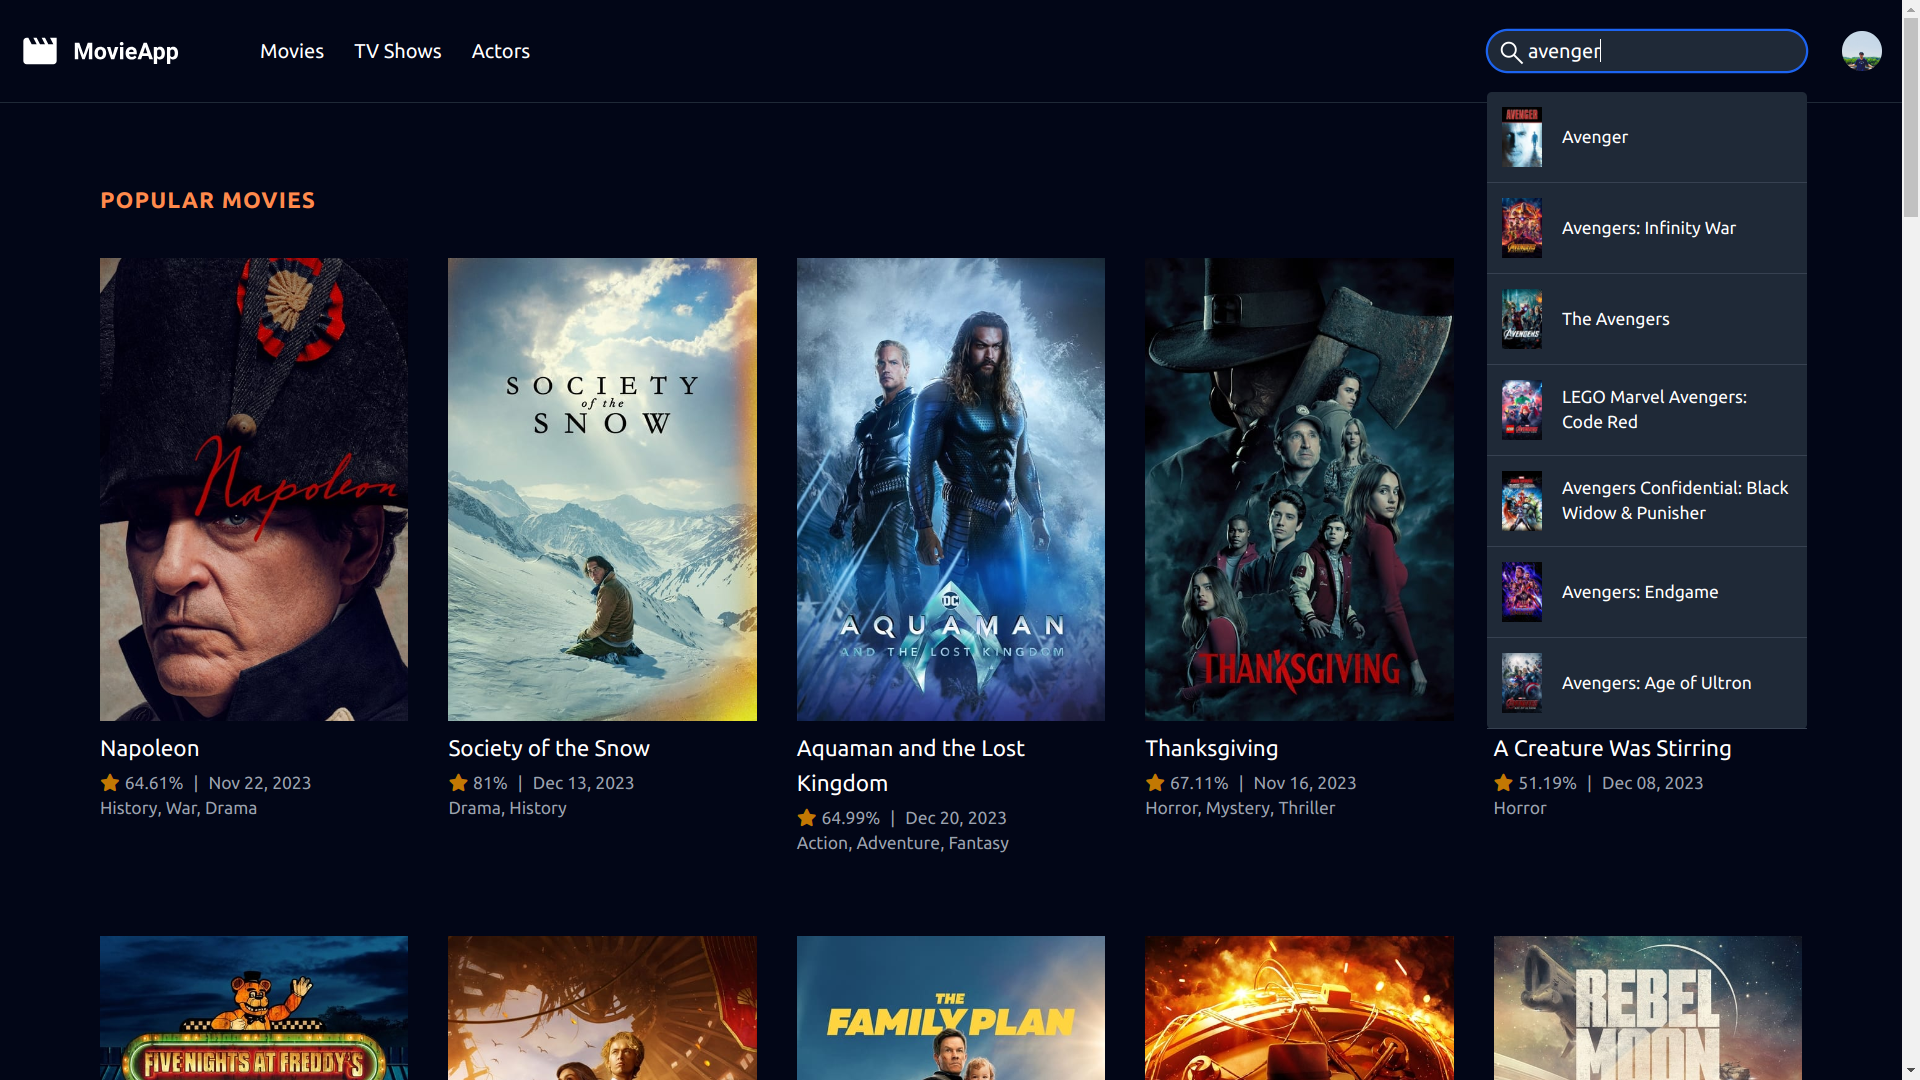 MovieApp
Movies
TV Shows
Actors
avenger
Avenger
Avengers: Infinity War
The Avengers
LEGO Marvel Avengers:
Code Red
Avengers Confidential: Black
Widow & Punisher
Avengers: Endgame
Avengers: Age of Ultron
POPULAR MOVIES
Napoleon
SOCIETY
of the
SNOW
DC
AQUAMAN
AND THE LOST KINGDOM
THANKSGIVING
AVENGER
AVENGERS
Napoleon
64.61% | Nov 22, 2023
History, War, Drama
Society of the Snow
81% | Dec 13, 2023
Drama, History
Aquaman and the Lost
Kingdom
64.99% | Dec 20, 2023
Action, Adventure, Fantasy
Thanksgiving
67.11% | Nov 16, 2023
Horror, Mystery, Thriller
A Creature Was Stirring
51.19% | Dec 08, 2023
Horror
FIVE NIGHTS AT FREDDY'S
THE
FAMILY PLAN
REBEL
MOON